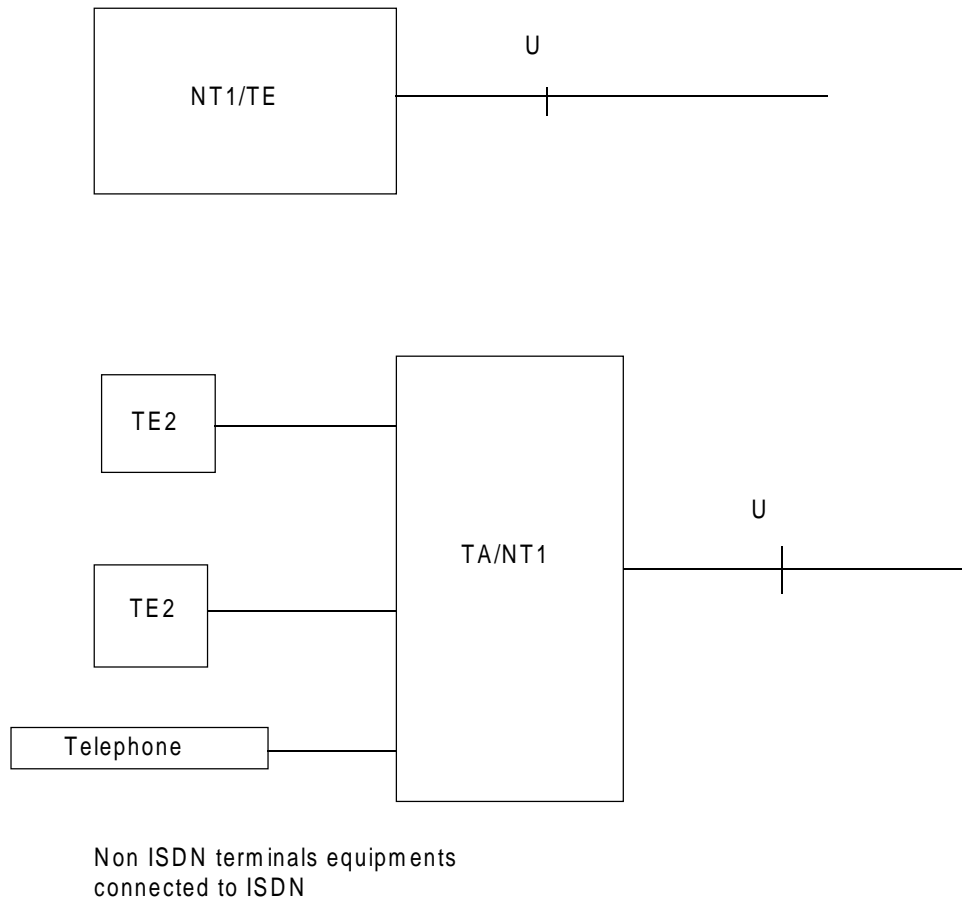 U
NT1/TE
TE2
U
TA/NT1
TE2
Telephone
Non ISDN terminals equipments
connected to ISDN